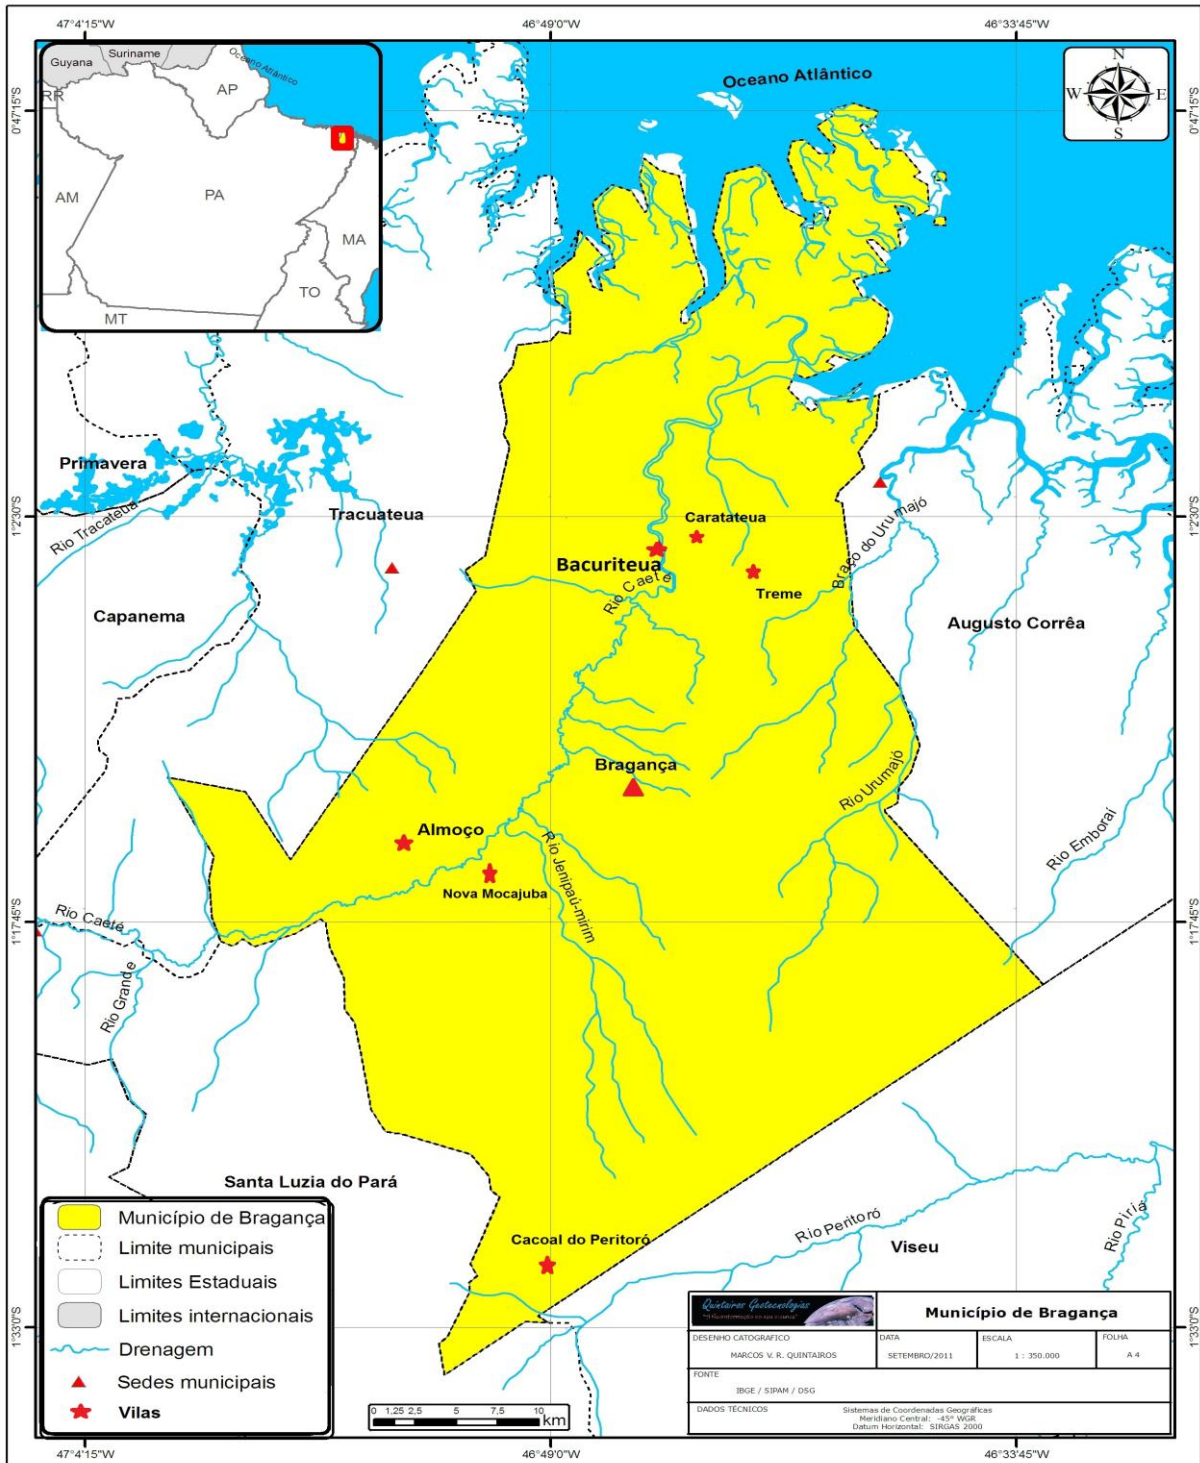 47°4'15"W
46°49'0"W
46°33'45"W
Guyana
Suriname
Oceano Atlântico
RR
AP
AM
PA
MA
TO
MT
Oceano Atlântico
N
W
E
S
0°47'15"S
0°47'15"S
Primavera
Rio Tracateua
Tracuateua
Capanema
1°2'30"S
1°2'30"S
Caratateua
Bacuriteua
Rio Caeté
Treme
Braço do Urumajó
Augusto Corrêa
Bragança
Rio Urumajó
Almoço
Nova Mocajuba
Rio Jenipaú-mirim
Rio Emboraí
Rio Caeté
Rio Grande
1°17'45"S
1°17'45"S
Santa Luzia do Pará
Cacoal do Peritoró
Rio Peritoró
Viseu
Rio Piriá
1°33'0"S
1°33'0"S
Município de Bragança
Limite municipais
Limites Estaduais
Limites internacionais
Drenagem
Sedes municipais
Vilas
0 1,25 2,5 5 7,5 10
km
Quintairos Geotecnologias
Município de Bragança
DESENHO CATOGRAFICO
MARCOS V. R. QUINTAIROS
DATA
SETEMBRO/2011
ESCALA
1 : 350.000
FOLHA
A 4
FONTE
IBGE / SIPAM / DSG
DADOS TÉCNICOS
Sistemas de Coordenadas Geográficas
Meridiano Central: -45° WGR
Datum Horizontal: SIRGAS 2000
47°4'15"W
46°49'0"W
46°33'45"W